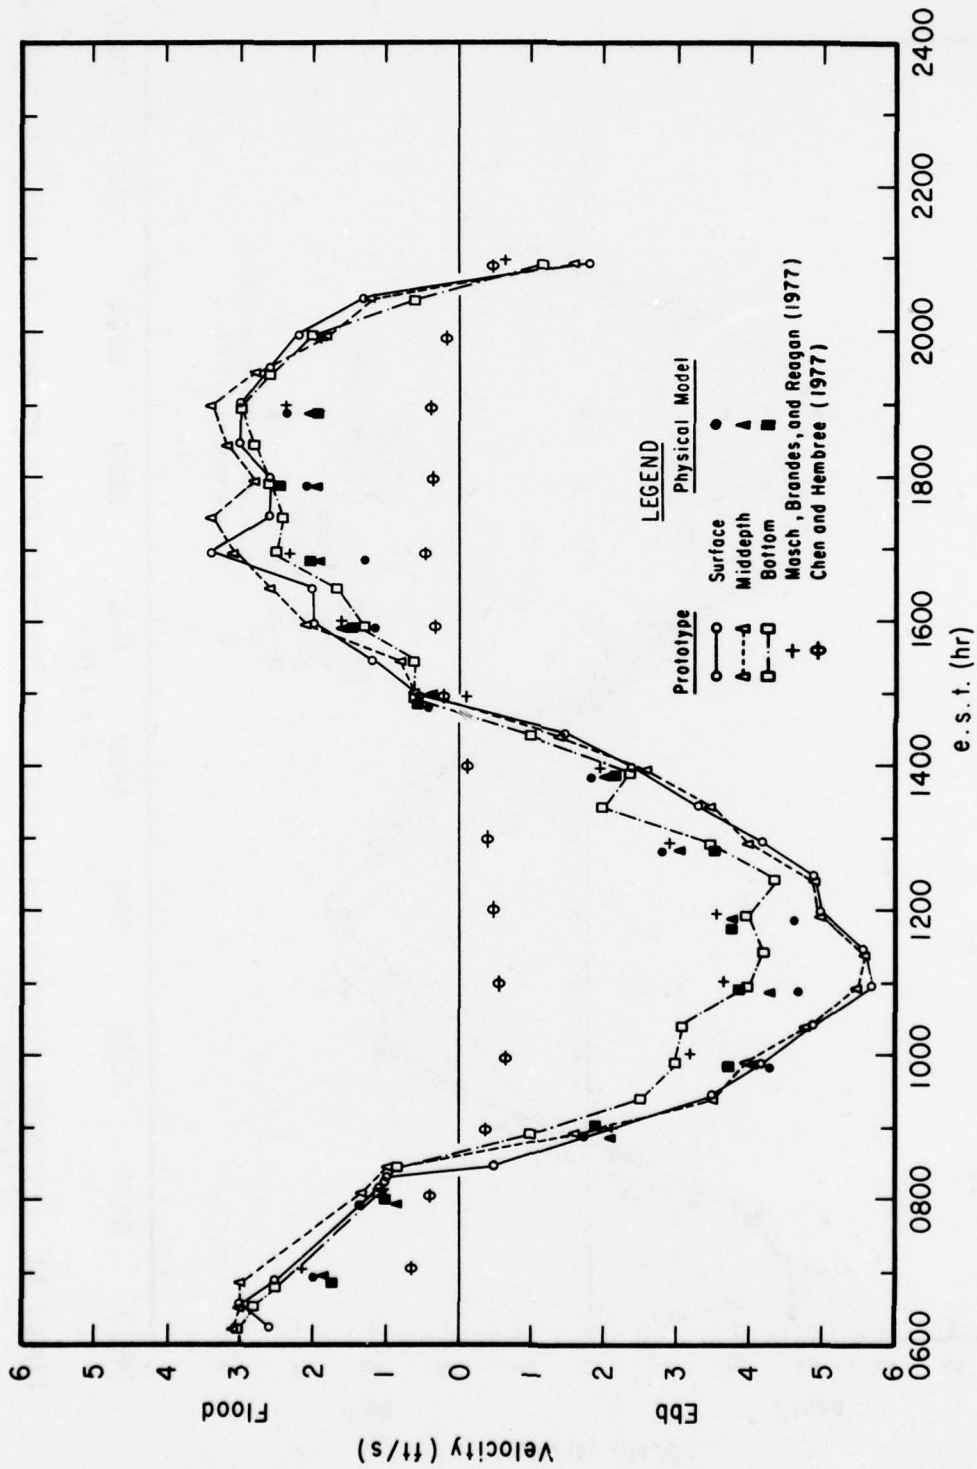 6
5
4
3
2
1
0
1
2
3
4
5
6
Flood
Ebb
Velocity (ft/s)
0600
0800
1000
1200
1400
1600
1800
2000
2200
2400
e.s.t. (hr)
LEGEND
Prototype
Physical Model
Surface
Middepth
Bottom
Masch, Brandes, and Reagan (1977)
Chen and Hembree (1977)